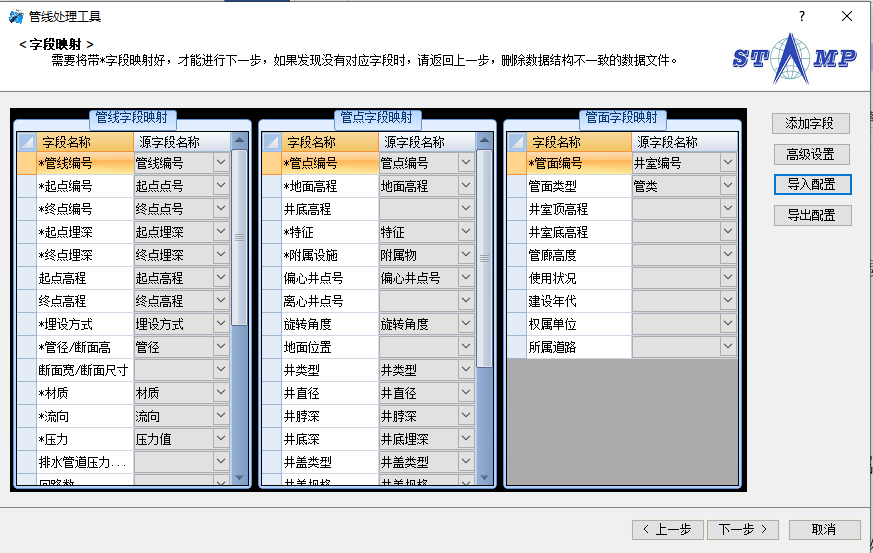 管线处理工具
< 字段映射 >
需要将带*字段映射好，才能进行下一步，如果发现没有对应字段时，请返回上一步，删除数据结构不一致的数据文件。
STAMP
管线字段映射
字段名称 源字段名称
*管线编号 管线编号
*起点编号 起点点号
*终点编号 终点点号
*起点埋深 起点埋深
*终点埋深 终点埋深
起点高程 起点高程
终点高程 终点高程
*埋设方式 埋设方式
*管径/断面高 管径
断面宽/断面尺寸
*材质 材质
*流向 流向
*压力 压力值
排水管道压力...
回路数
管点字段映射
字段名称 源字段名称
*管点编号 管点编号
*地面高程 地面高程
井底高程
*特征 特征
*附属设施 附属物
偏心井点号 偏心井点号
离心井点号
旋转角度 旋转角度
地面位置
井类型 井类型
井直径 井直径
井脖深 井脖深
井底深 井底埋深
井盖类型 井盖类型
井盖规格 井盖规格
管面字段映射
字段名称 源字段名称
*管面编号 井室编号
管面类型 管类
井室顶高程
井室底高程
管廊高度
使用状况
建设年代
权属单位
所属道路
添加字段
高级设置
导入配置
导出配置
< 上一步
下一步 >
取消